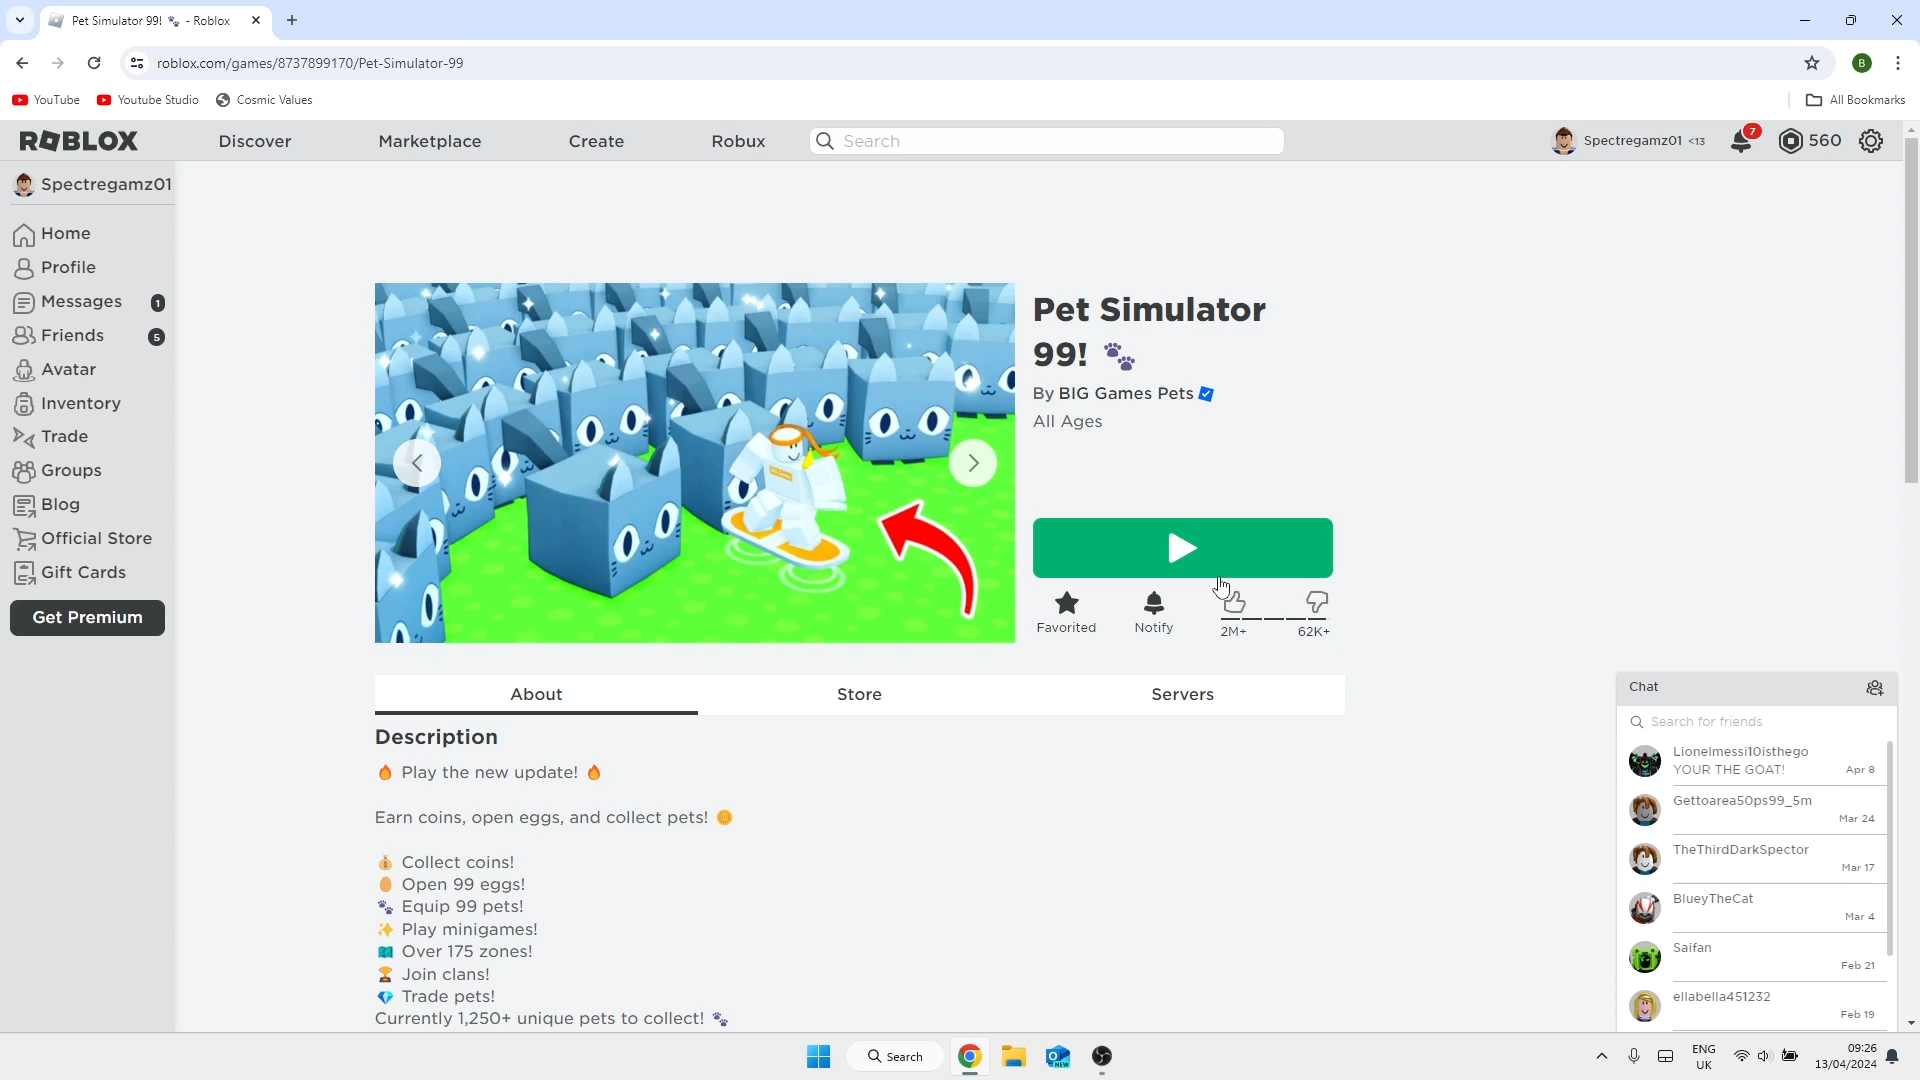 Pet Simulator 99! 🐾 - Roblox
roblox.com/games/8737899170/Pet-Simulator-99
B
YouTube
Youtube Studio
Cosmic Values
All Bookmarks
ROBLOX
Discover
Marketplace
Create
Robux
Search
Spectregamz01 <13
7
560
Spectregamz01
Home
Profile
Messages 1
Friends 5
Avatar
Inventory
Trade
Groups
Blog
Official Store
Gift Cards
Get Premium
Pet Simulator
99! 🐾
By BIG Games Pets
All Ages
Favorited
Notify
2M+
62K+
About
Store
Servers
Description
🔥 Play the new update! 🔥
Earn coins, open eggs, and collect pets! 🪙
💰 Collect coins!
🥚 Open 99 eggs!
🐾 Equip 99 pets!
✨ Play minigames!
🗺️ Over 175 zones!
🏆 Join clans!
💎 Trade pets!
Currently 1,250+ unique pets to collect! 🐾
Chat
Search for friends
Lionelmessi10isthego
YOUR THE GOAT! Apr 8
Gettoarea50ps99_5m
Mar 24
TheThirdDarkSpector
Mar 17
BlueyTheCat
Mar 4
Saifan
Feb 21
ellabella451232
Feb 19
Search
NEW
ENG
UK
09:26
13/04/2024